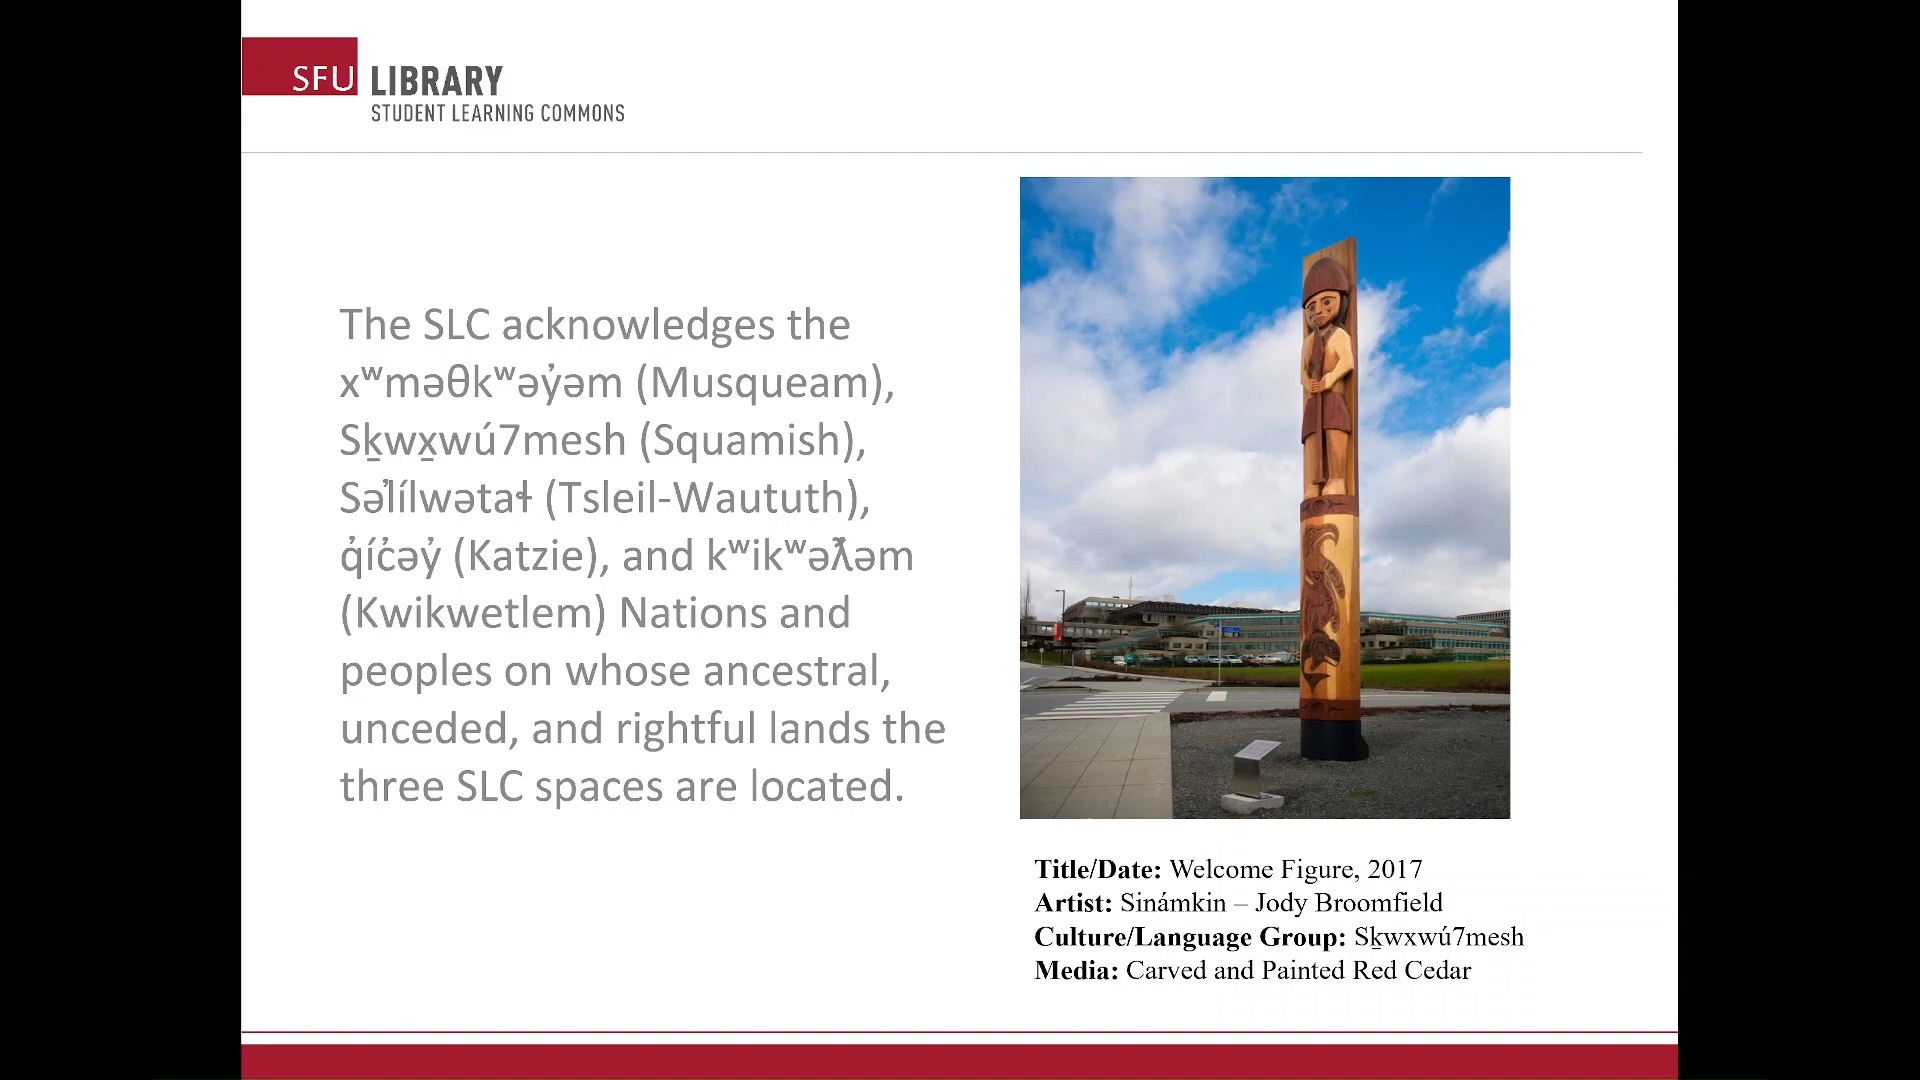 SFU LIBRARY
STUDENT LEARNING COMMONS
The SLC acknowledges the
xʷməθkʷəy̓əm (Musqueam),
Sḵwx̱wú7mesh (Squamish),
Səl̓ílwətaɬ (Tsleil-Waututh),
q̓íc̓əy̓ (Katzie), and kʷikʷəƛ̓əm
(Kwikwetlem) Nations and
peoples on whose ancestral,
unceded, and rightful lands the
three SLC spaces are located.
Title/Date: Welcome Figure, 2017
Artist: Sinámkin – Jody Broomfield
Culture/Language Group: Sḵwxwú7mesh
Media: Carved and Painted Red Cedar